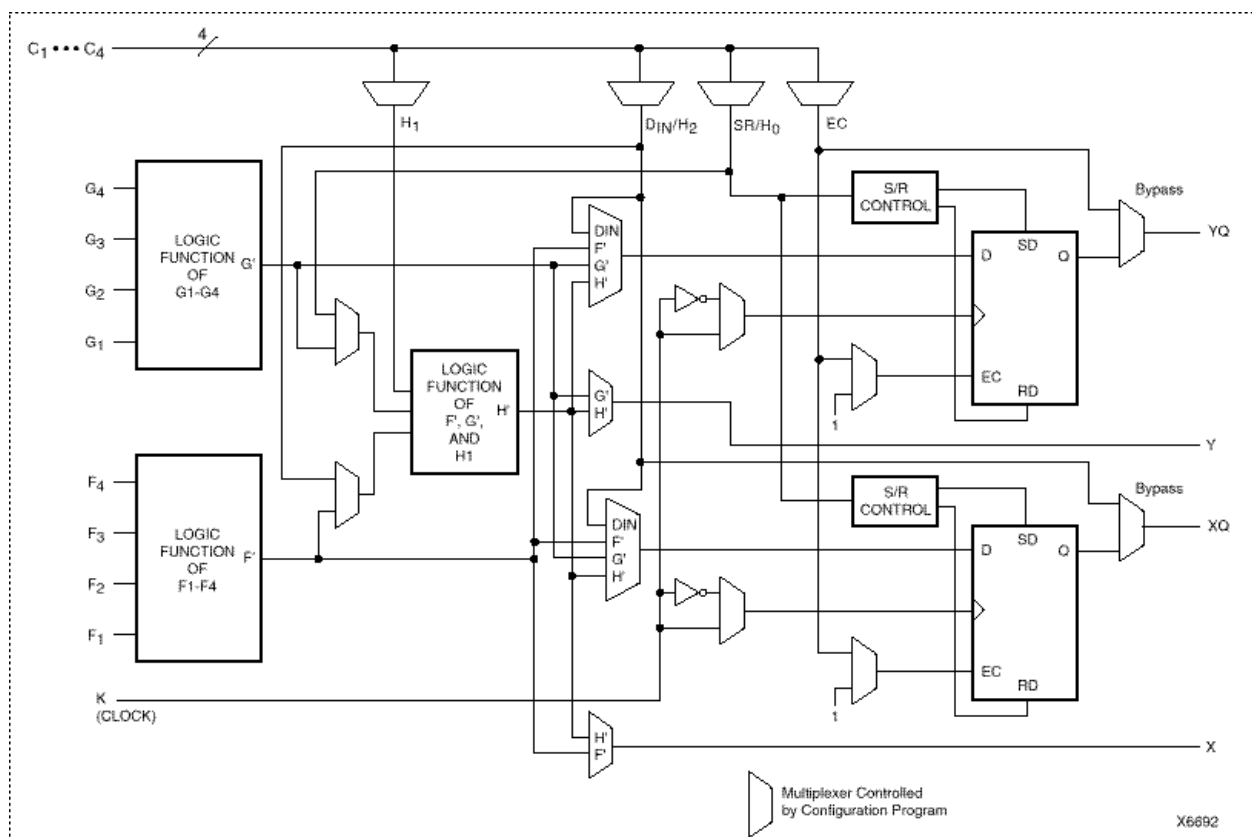 C1 ••• C4
4
H1
DIN/H2
SR/H0
EC
G4
G3
G2
G1
LOGIC
FUNCTION
OF
G1-G4
G'
DIN
F'
G'
H'
S/R
CONTROL
Bypass
YQ
D
SD
Q
EC
RD
1
LOGIC
FUNCTION
OF
F', G',
AND
H1
H'
G'
H'
Y
F4
F3
F2
F1
LOGIC
FUNCTION
OF
F1-F4
F'
DIN
F'
G'
H'
S/R
CONTROL
Bypass
XQ
D
SD
Q
EC
RD
1
K
(CLOCK)
H'
F'
X
Multiplexer Controlled
by Configuration Program
X6692